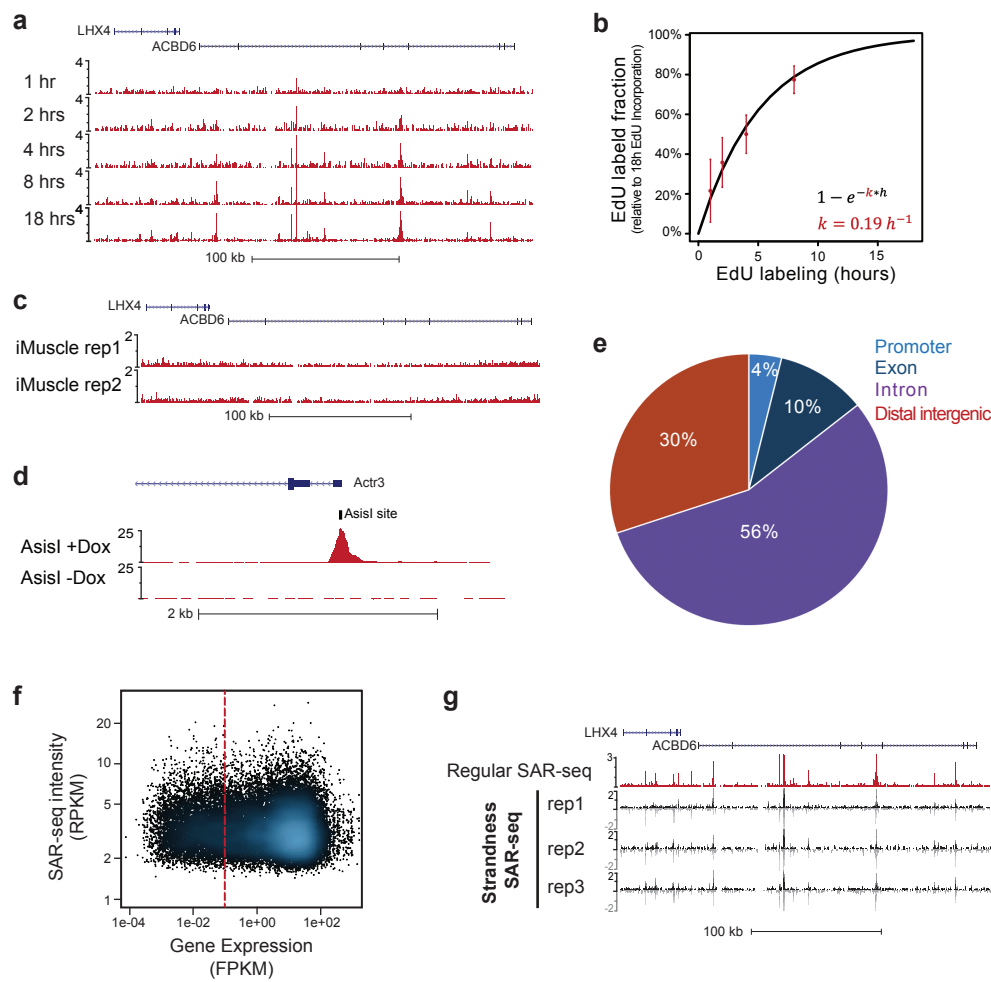 a
LHX4
ACBD6
4
1 hr
4
2 hrs
4
4 hrs
4
8 hrs
4
18 hrs
100 kb
b
EdU labeled fraction
(relative to 18h EdU Incorporation)
100%
80%
60%
40%
20%
0%
1 − e^{−k∗h}
k = 0.19 h^{−1}
0 5 10 15
EdU labeling (hours)
c
LHX4
ACBD6
2
iMuscle rep1
2
iMuscle rep2
100 kb
d
Actr3
AsisI site
25
AsisI +Dox
25
AsisI -Dox
2 kb
e
Promoter
Exon
Intron
Distal intergenic
4%
10%
30%
56%
f
SAR-seq intensity
(RPKM)
20
10
5
2
1
1e-04 1e-02 1e+00 1e+02
Gene Expression
(FPKM)
g
LHX4
ACBD6
3
Regular SAR-seq
Strandness
SAR-seq
2
rep1
-2
2
rep2
2
rep3
-2
100 kb